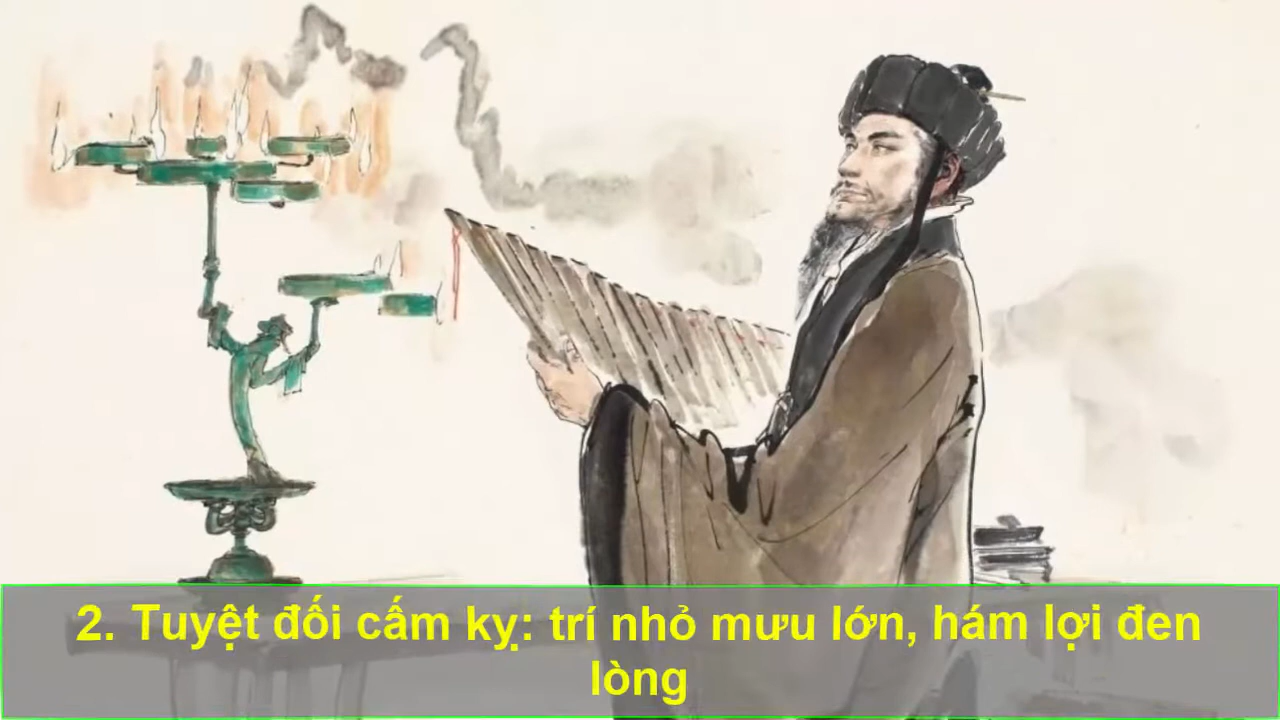 2. Tuyệt đối cấm kỵ: trí nhỏ mưu lớn, hám lợi đen
lòng